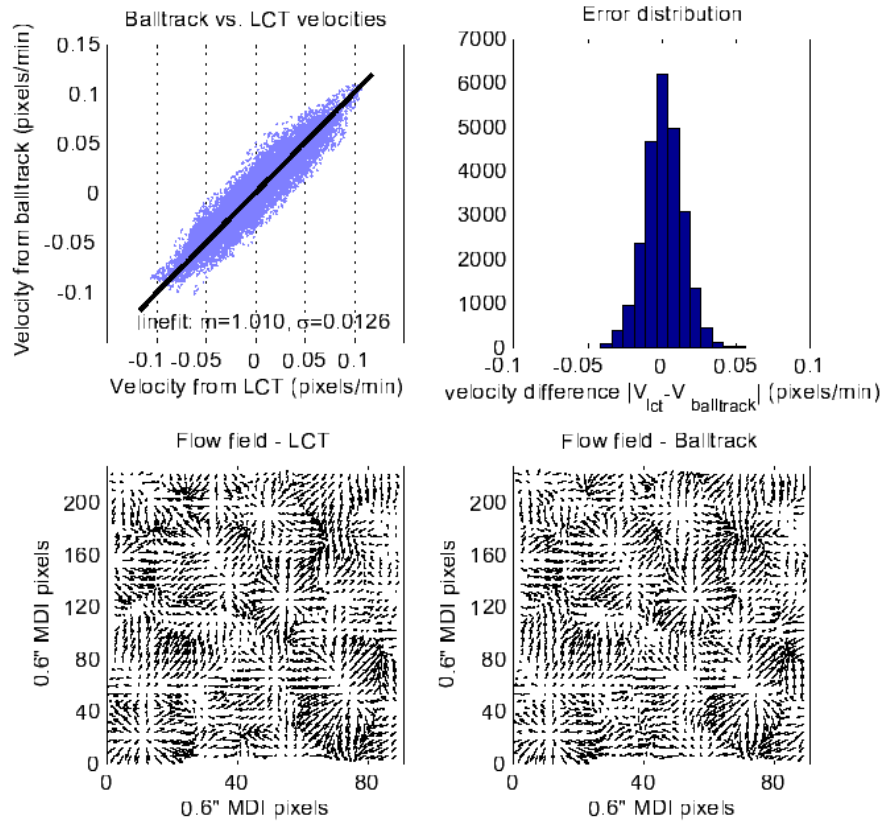 Balltrack vs. LCT velocities
Velocity from balltrack (pixels/min)
0.15
0.1
0.05
0
-0.05
-0.1
linefit: m=1.010, σ=0.0126
-0.1 -0.05 0 0.05 0.1
Velocity from LCT (pixels/min)
Error distribution
7000
6000
5000
4000
3000
2000
1000
0
-0.1 -0.05 0 0.05 0.1
velocity difference |V_lct-V_balltrack| (pixels/min)
Flow field - LCT
0.6" MDI pixels
220
160
120
80
40
0
0 40 80
0.6" MDI pixels
Flow field - Balltrack
0.6" MDI pixels
220
160
120
80
40
0
0 40 80
0.6" MDI pixels